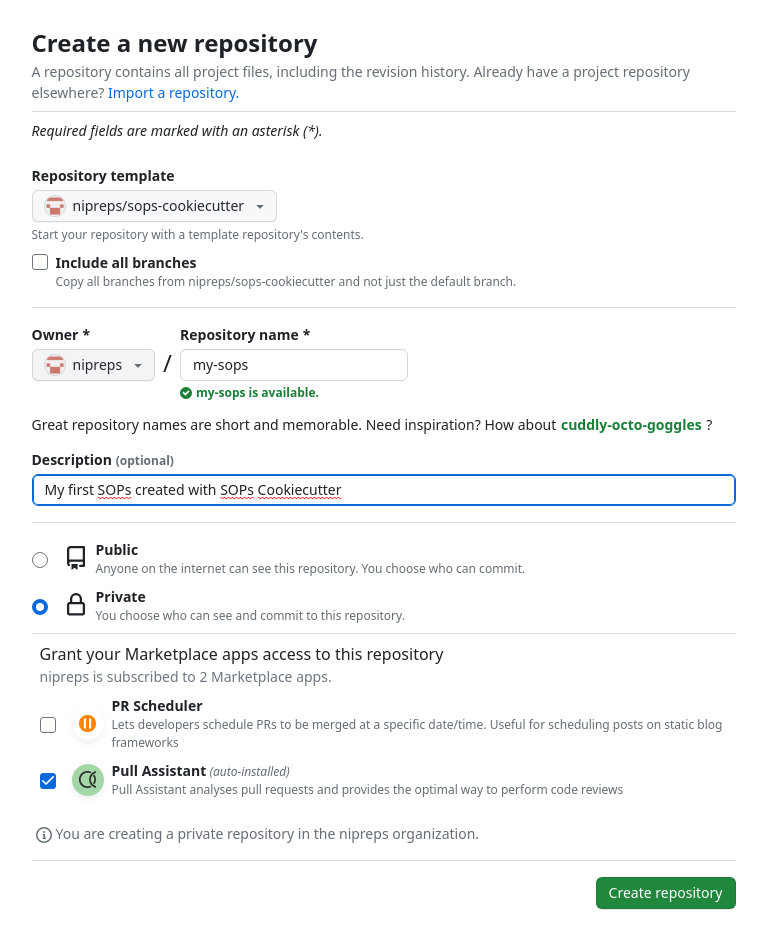 Create a new repository
A repository contains all project files, including the revision history. Already have a project repository
elsewhere? Import a repository.
Required fields are marked with an asterisk (*).
Repository template
nipreps/sops-cookiecutter
Start your repository with a template repository's contents.
Include all branches
Copy all branches from nipreps/sops-cookiecutter and not just the default branch.
Owner * Repository name *
nipreps / my-sops
my-sops is available.
Great repository names are short and memorable. Need inspiration? How about cuddly-octo-goggles ?
Description (optional)
My first SOPs created with SOPs Cookiecutter
Public
Anyone on the internet can see this repository. You choose who can commit.
Private
You choose who can see and commit to this repository.
Grant your Marketplace apps access to this repository
nipreps is subscribed to 2 Marketplace apps.
PR Scheduler
Lets developers schedule PRs to be merged at a specific date/time. Useful for scheduling posts on static blog
frameworks
Pull Assistant (auto-installed)
Pull Assistant analyses pull requests and provides the optimal way to perform code reviews
You are creating a private repository in the nipreps organization.
Create repository